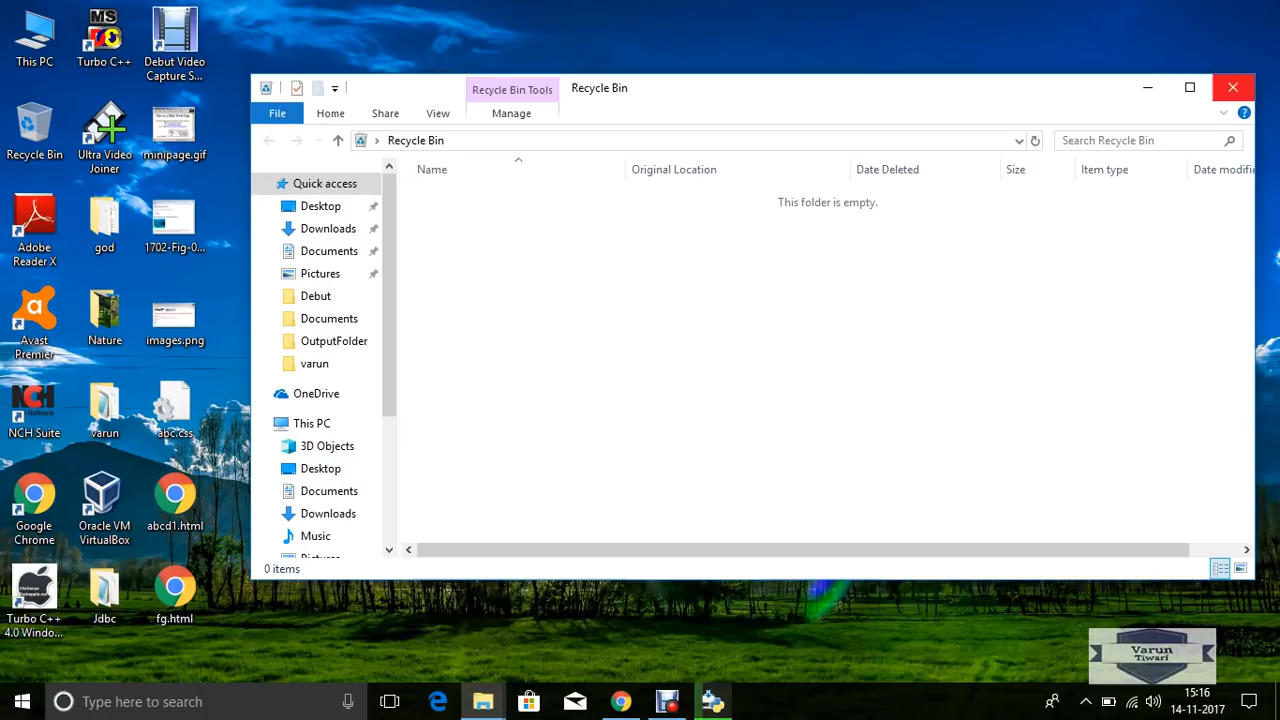 This PC
Turbo C++
Debut Video
Capture S...
Recycle Bin
Ultra Video
Joiner
minipage.gif
Adobe
Reader X
god
1702-Fig-0...
Avast
Premier
Nature
images.png
NCH Suite
varun
abc.css
Google
Chrome
Oracle VM
VirtualBox
abcd1.html
Turbo C++
4.0 Windo...
Jdbc
fg.html
Recycle Bin Tools
Recycle Bin
File
Home
Share
View
Manage
Recycle Bin
Search Recycle Bin
Name
Original Location
Date Deleted
Size
Item type
Date modifie
This folder is empty.
Quick access
Desktop
Downloads
Documents
Pictures
Debut
Documents
OutputFolder
varun
OneDrive
This PC
3D Objects
Desktop
Documents
Downloads
Music
Pictures
0 items
Varun
Tiwari
Type here to search
15:16
14-11-2017